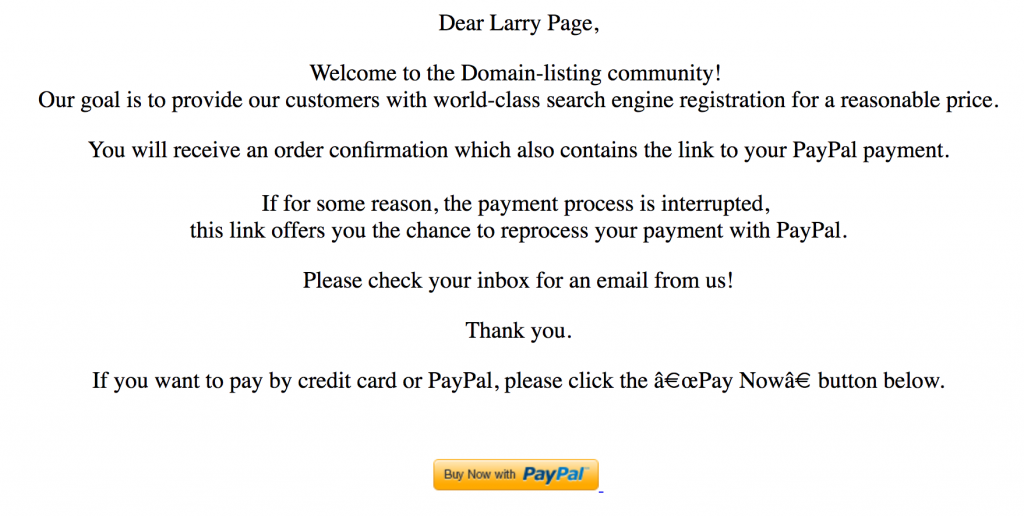 Dear Larry Page,
Welcome to the Domain-listing community!
Our goal is to provide our customers with world-class search engine registration for a reasonable price.
You will receive an order confirmation which also contains the link to your PayPal payment.
If for some reason, the payment process is interrupted,
this link offers you the chance to reprocess your payment with PayPal.
Please check your inbox for an email from us!
Thank you.
If you want to pay by credit card or PayPal, please click the â€œPay Nowâ€ button below.
Buy Now with PayPal